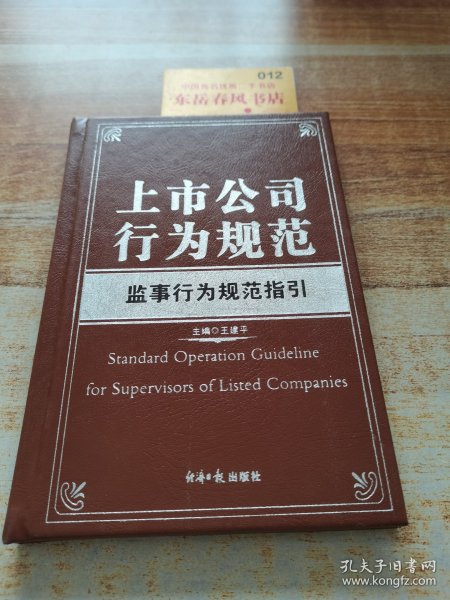 012
中国著名优秀二手书店
东岳春风书店
上市公司
行为规范
监事行为规范指引
主编◎王建平
Standard Operation Guideline
for Supervisors of Listed Companies
经济日报出版社
孔夫子旧书网
www.kongfz.com